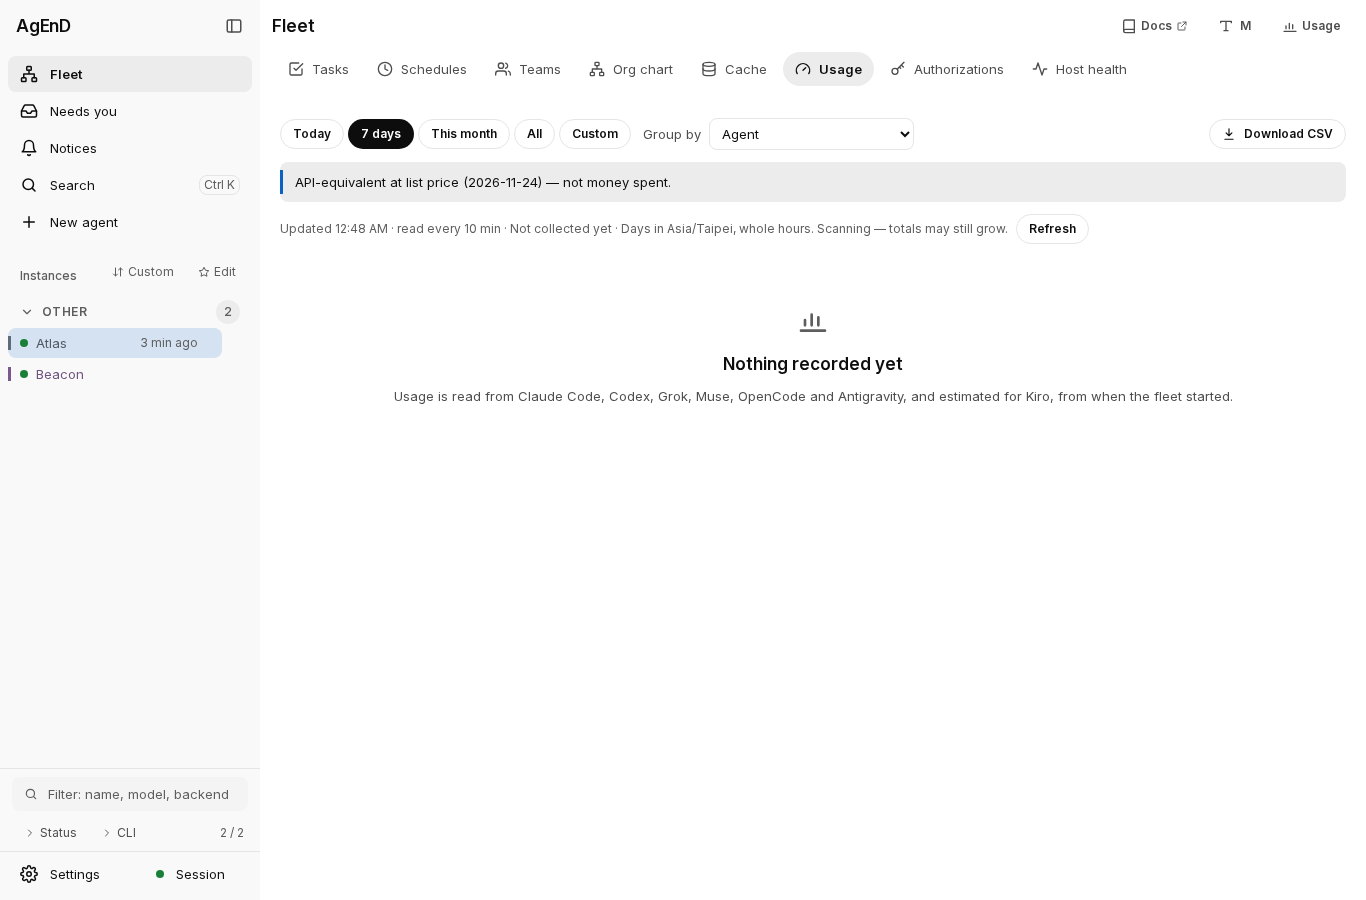 AgEnD
Fleet
Needs you
Notices
Search Ctrl K
New agent
Instances Custom Edit
OTHER 2
Atlas 3 min ago
Beacon
Filter: name, model, backend
Status CLI 2 / 2
Settings Session
Fleet
Docs M Usage
Tasks Schedules Teams Org chart Cache Usage Authorizations Host health
Today 7 days This month All Custom Group by Agent Download CSV
API-equivalent at list price (2026-11-24) — not money spent.
Updated 12:48 AM · read every 10 min · Not collected yet · Days in Asia/Taipei, whole hours. Scanning — totals may still grow. Refresh
Nothing recorded yet
Usage is read from Claude Code, Codex, Grok, Muse, OpenCode and Antigravity, and estimated for Kiro, from when the fleet started.